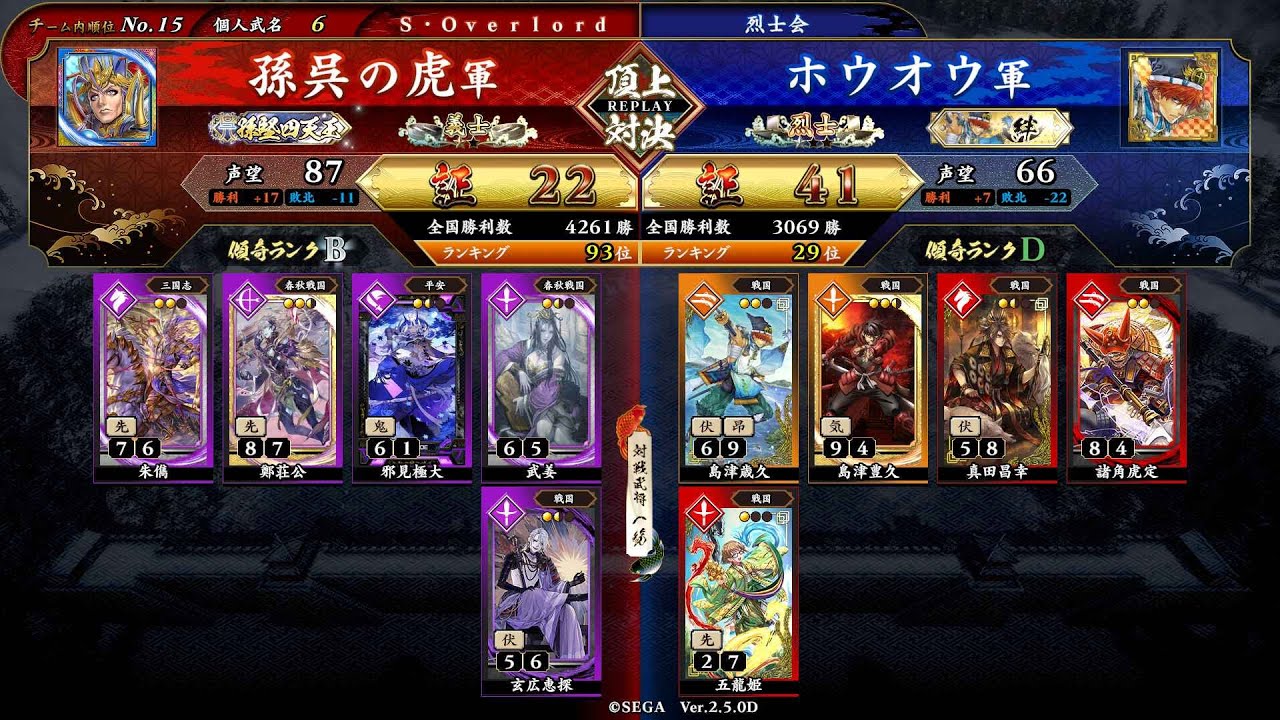 チーム内順位 No.15 個人武名 6 S・Overlord 烈士会
孫呉の虎軍 頂上 REPLAY 対決 ホウオウ軍
孫堅四天王 義士 烈士 絆
声望 87 証 22 証 41 声望 66
勝利 +17 敗北 -11 勝利 +7 敗北 -22
全国勝利数 4261勝 全国勝利数 3069勝
傾奇ランクB ランキング 93位 ランキング 29位 傾奇ランクD
三国志 春秋戦国 平安 春秋戦国 戦国 戦国 戦国 戦国
先 先 鬼 伏 昂 気 伏
7 6 8 7 6 1 6 5 6 9 9 4 5 8 8 4
朱儁 鄭荘公 邪見極大 武姜 島津歳久 島津重久 真田昌幸 諸角虎定
対戦武将一覧
戦国 戦国
伏 先
5 6 2 7
玄広恵探 五龍姫
©SEGA Ver.2.5.0D